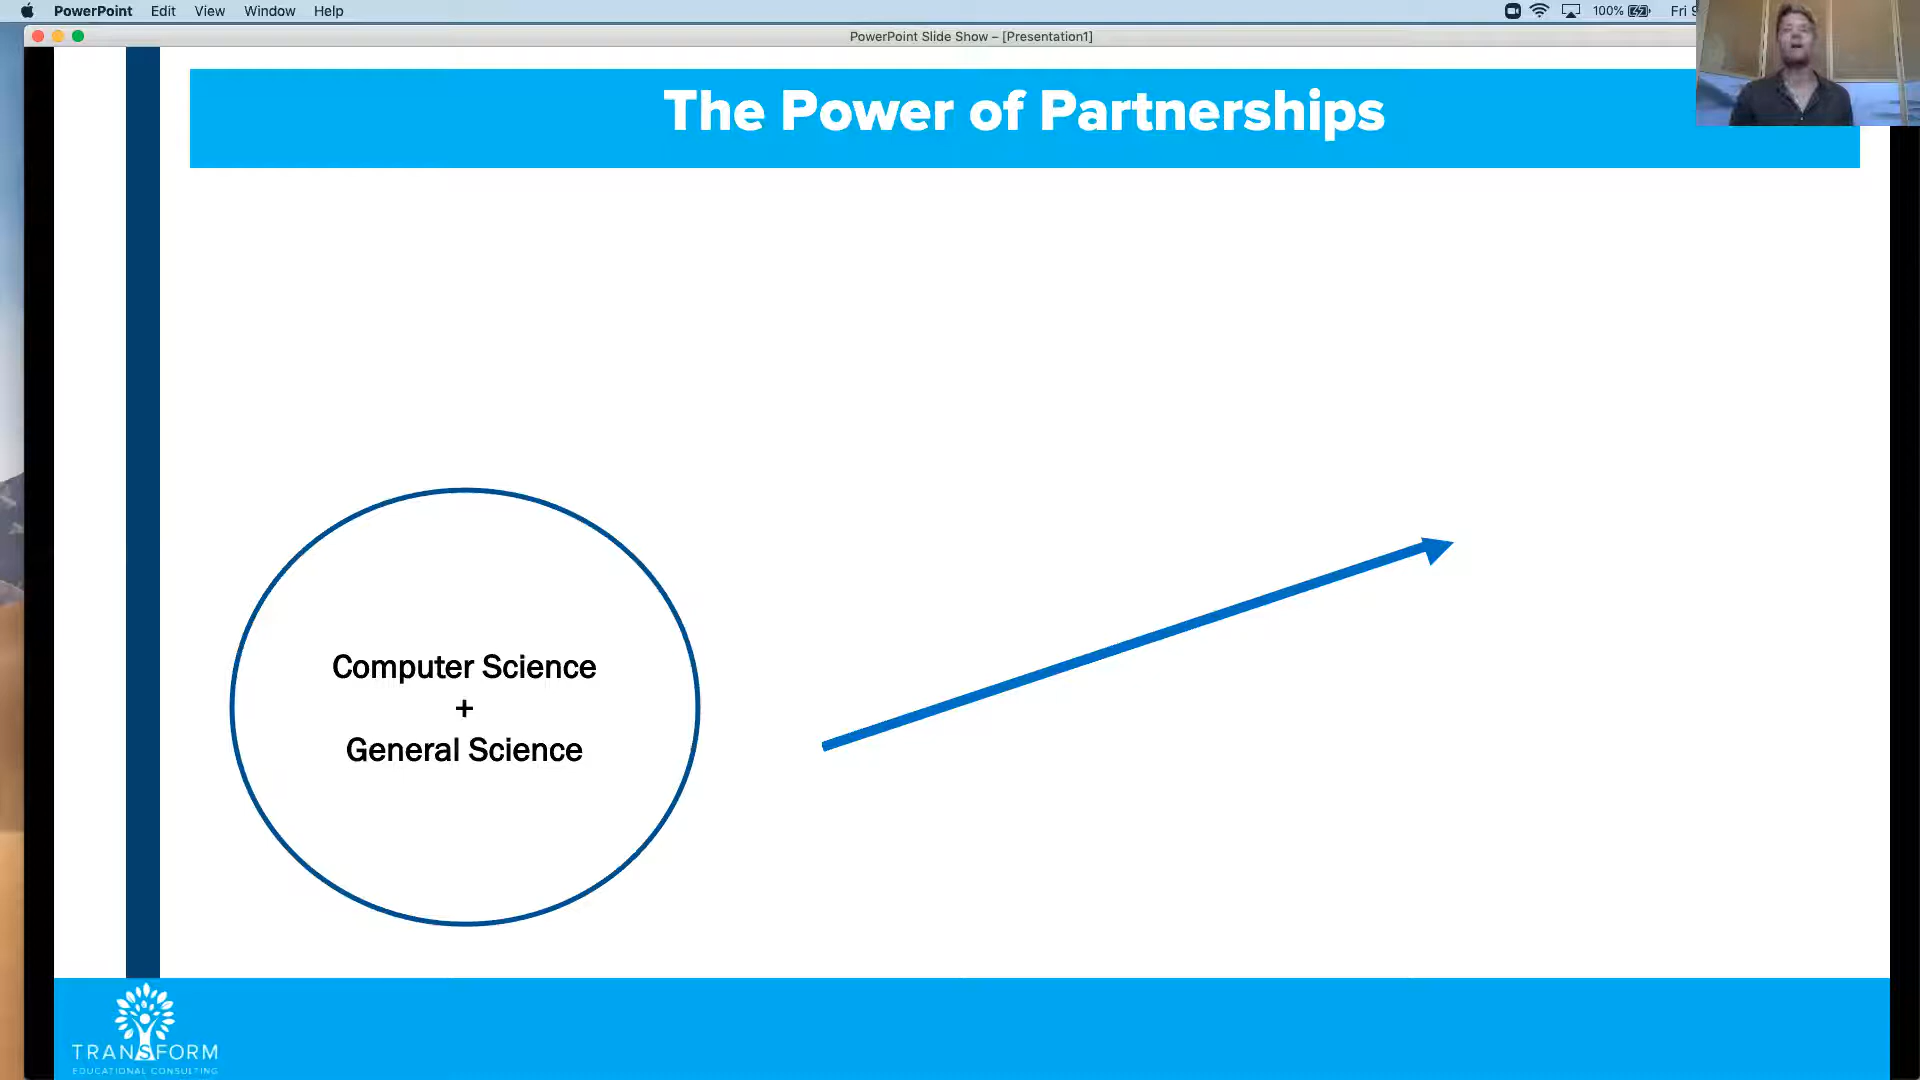 PowerPoint Edit View Window Help
100%
Fri
PowerPoint Slide Show – [Presentation1]
The Power of Partnerships
Computer Science
+
General Science
TRANSFORM
EDUCATIONAL CONSULTING